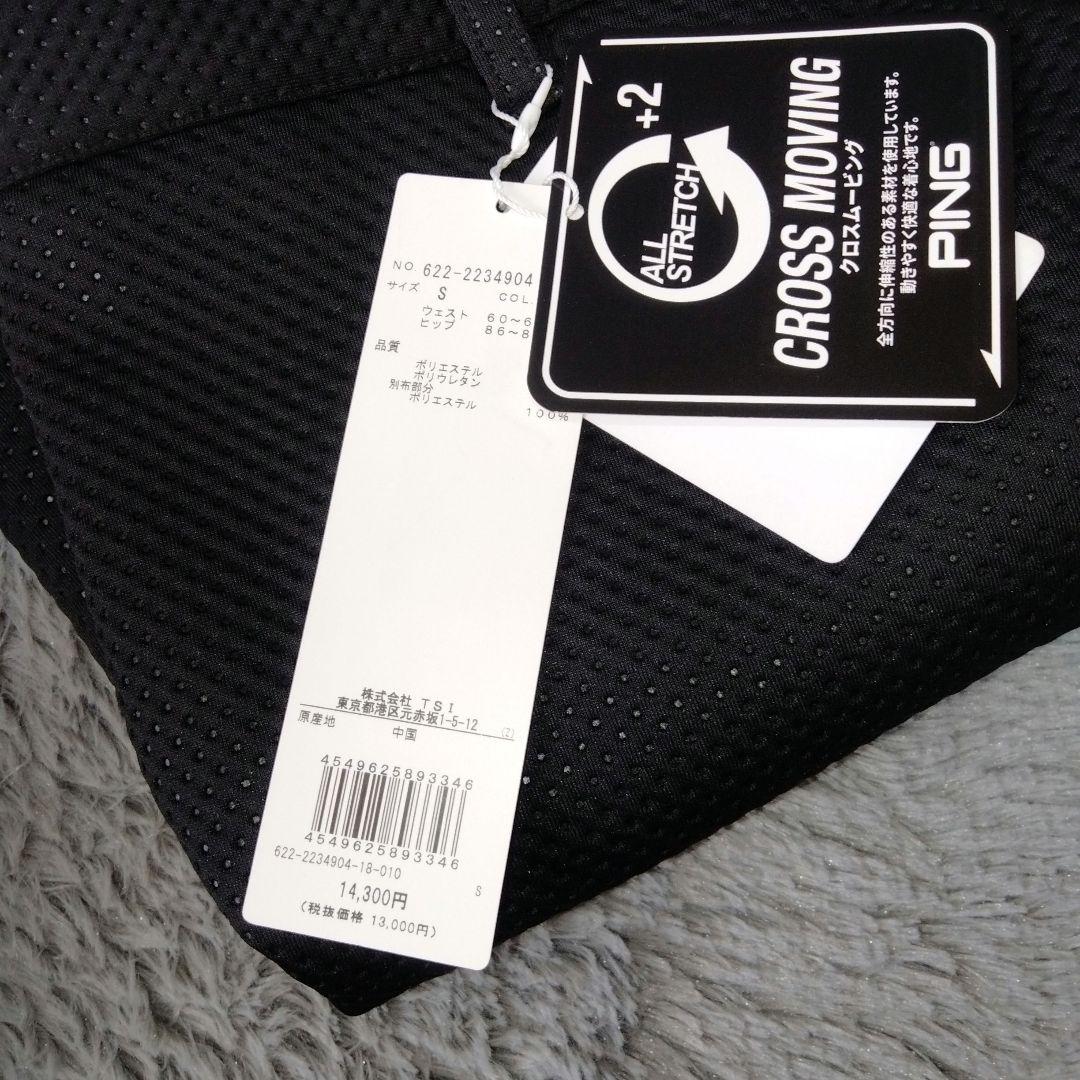 NO. 622-2234904
サイズ S COL.
ウェスト 60～6
ヒップ 86～8
品質
ポリエステル
ポリウレタン
別布部分
ポリエステル 100%
株式会社 TSI
東京都港区元赤坂1-5-12 (Z)
原産地 中国
4549625893346
4549625893346
622-2234904-18-010 S
14,300円
(税抜価格 13,000円)
ALL
STRETCH
+2
CROSS MOVING
クロスムービング
全方向に伸縮性のある素材を使用しています。
動きやすく快適な着心地です。
PING